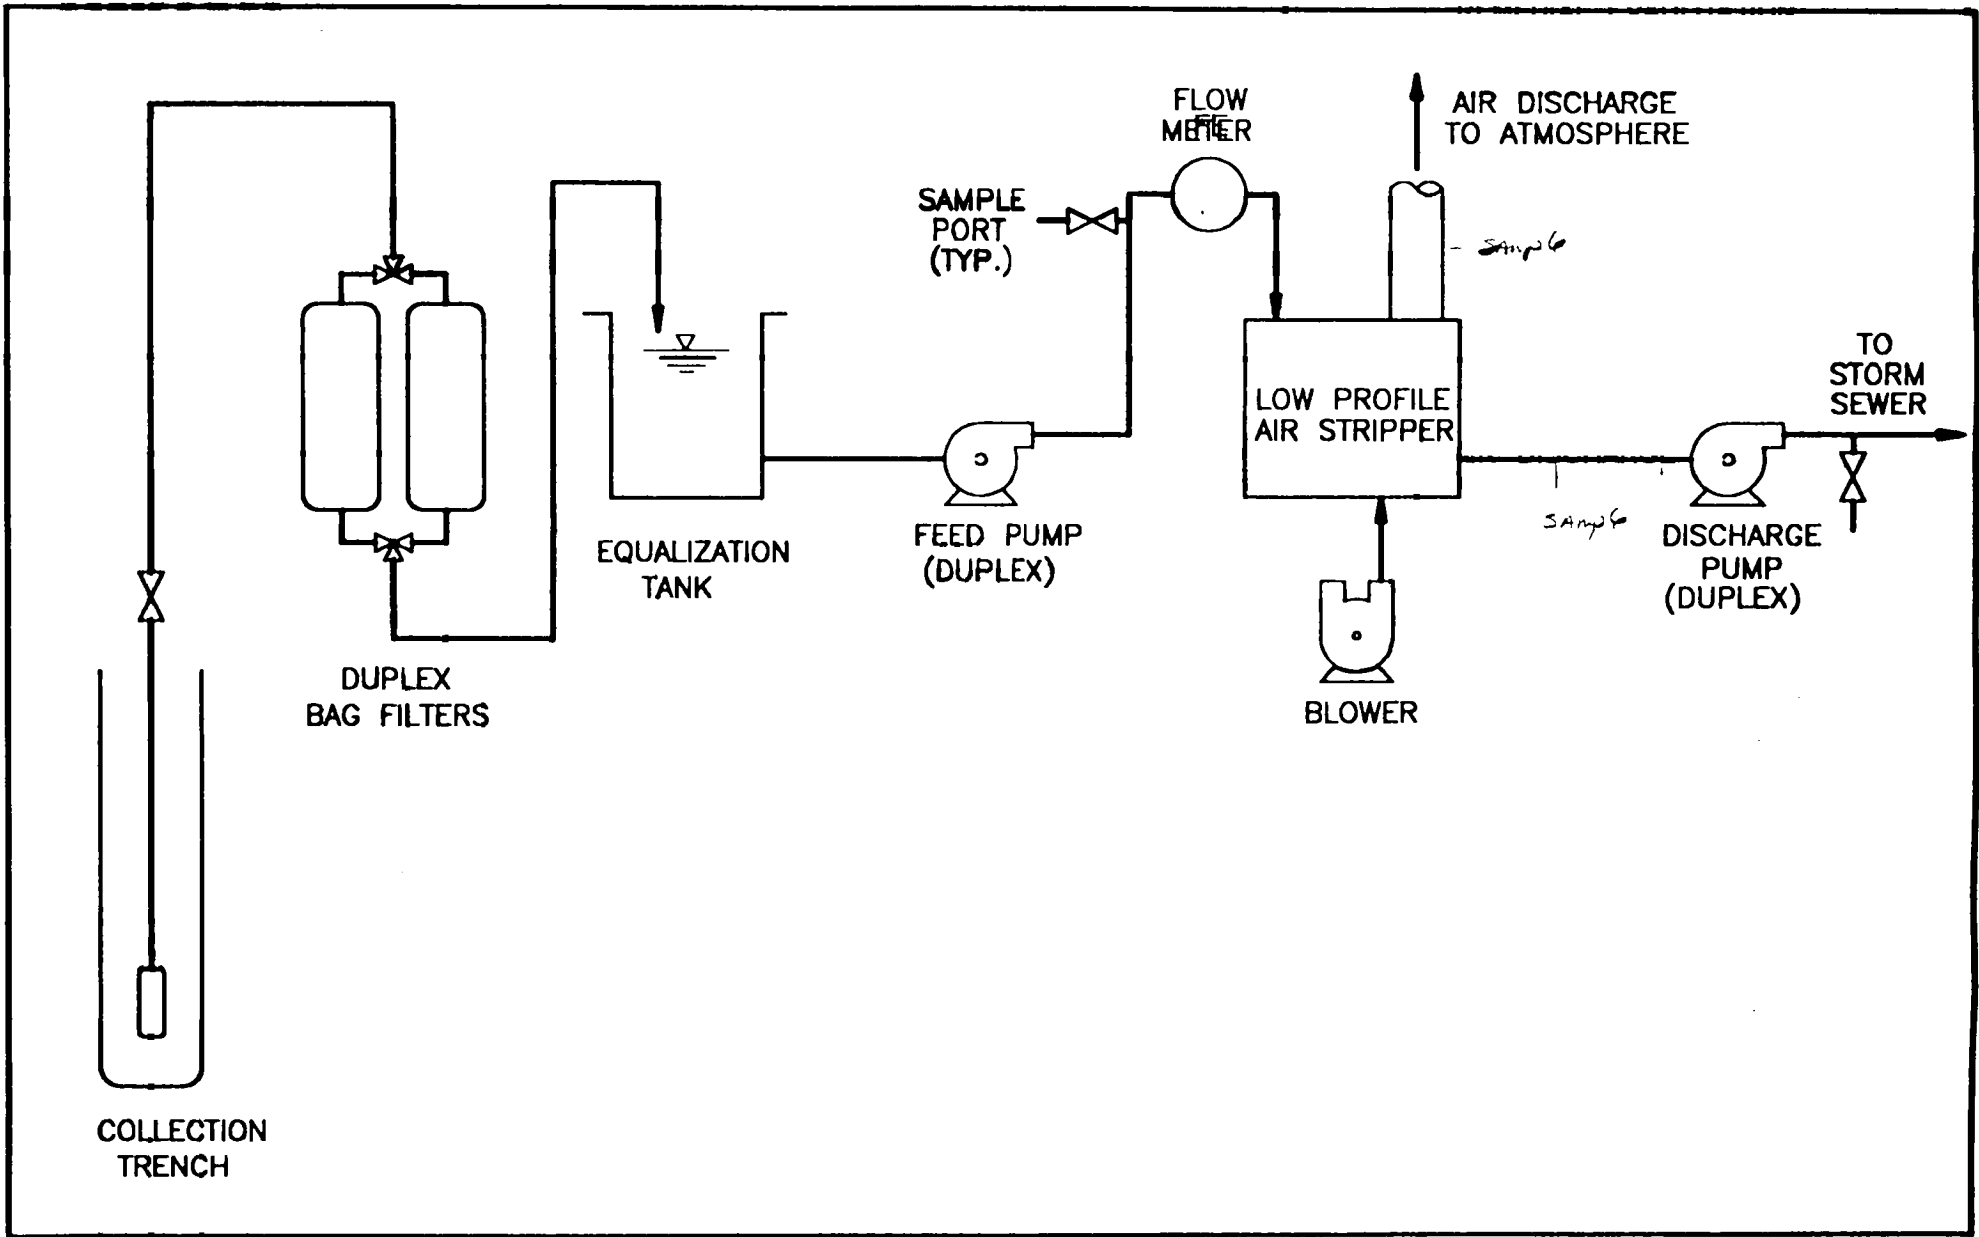 FLOW
METER
AIR DISCHARGE
TO ATMOSPHERE
SAMPLE
PORT
(TYP.)
LOW PROFILE
AIR STRIPPER
TO
STORM
SEWER
EQUALIZATION
TANK
FEED PUMP
(DUPLEX)
DISCHARGE
PUMP
(DUPLEX)
DUPLEX
BAG FILTERS
BLOWER
COLLECTION
TRENCH